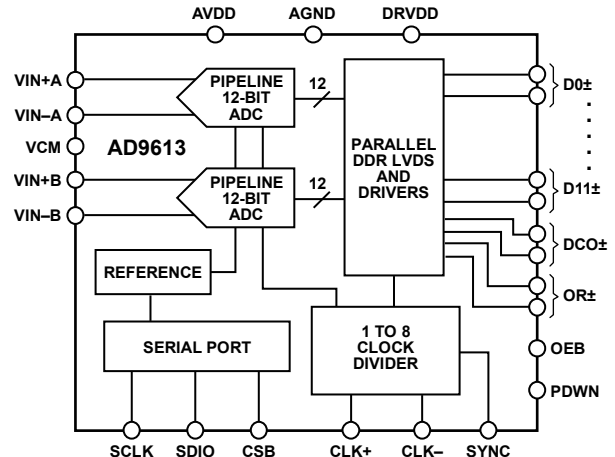 AVDD
AGND
DRVDD
VIN+A
VIN–A
VCM
VIN+B
VIN–B
AD9613
PIPELINE
12-BIT
ADC
12
PIPELINE
12-BIT
ADC
12
PARALLEL
DDR LVDS
AND
DRIVERS
D0±
D11±
DCO±
OR±
OEB
PDWN
REFERENCE
SERIAL PORT
1 TO 8
CLOCK
DIVIDER
SCLK
SDIO
CSB
CLK+
CLK–
SYNC